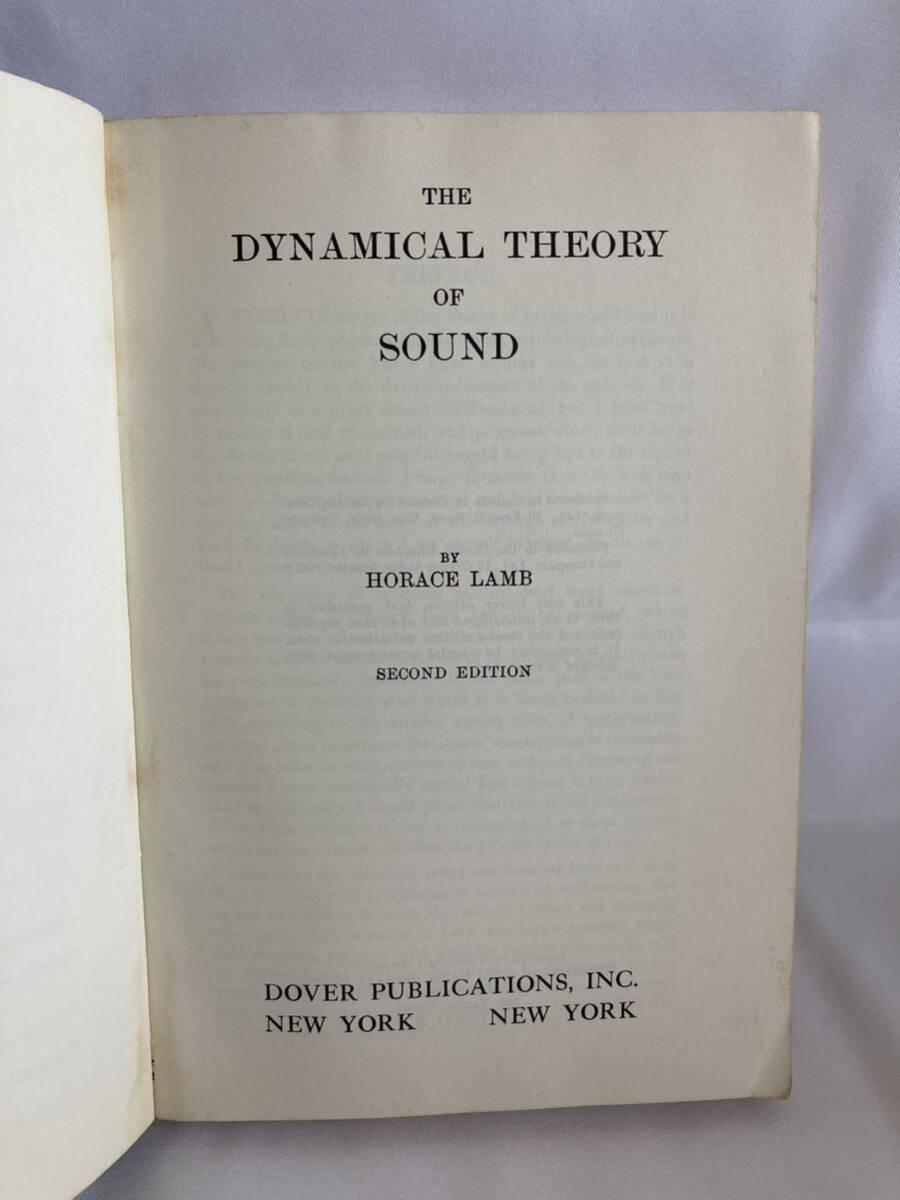 THE
DYNAMICAL THEORY
OF
SOUND
BY
HORACE LAMB
SECOND EDITION
DOVER PUBLICATIONS, INC.
NEW YORK NEW YORK